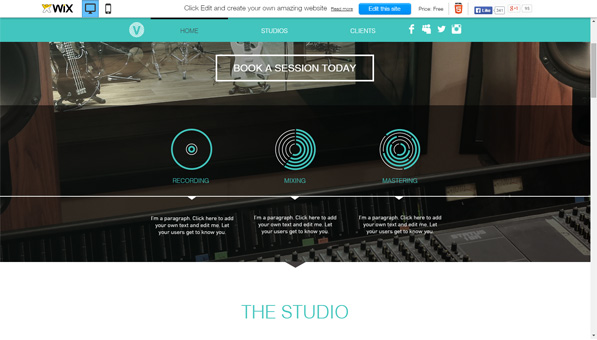 WiX
Click Edit and create your own amazing website Read more
Edit this site
Price: Free
Like
V
HOME
STUDIOS
CLIENTS
BOOK A SESSION TODAY
RECORDING
MIXING
MASTERING
I'm a paragraph. Click here to add
your own text and edit me. Let
your users get to know you.
I'm a paragraph. Click here to add
your own text and edit me. Let
your users get to know you.
I'm a paragraph. Click here to add
your own text and edit me. Let
your users get to know you.
THE STUDIO